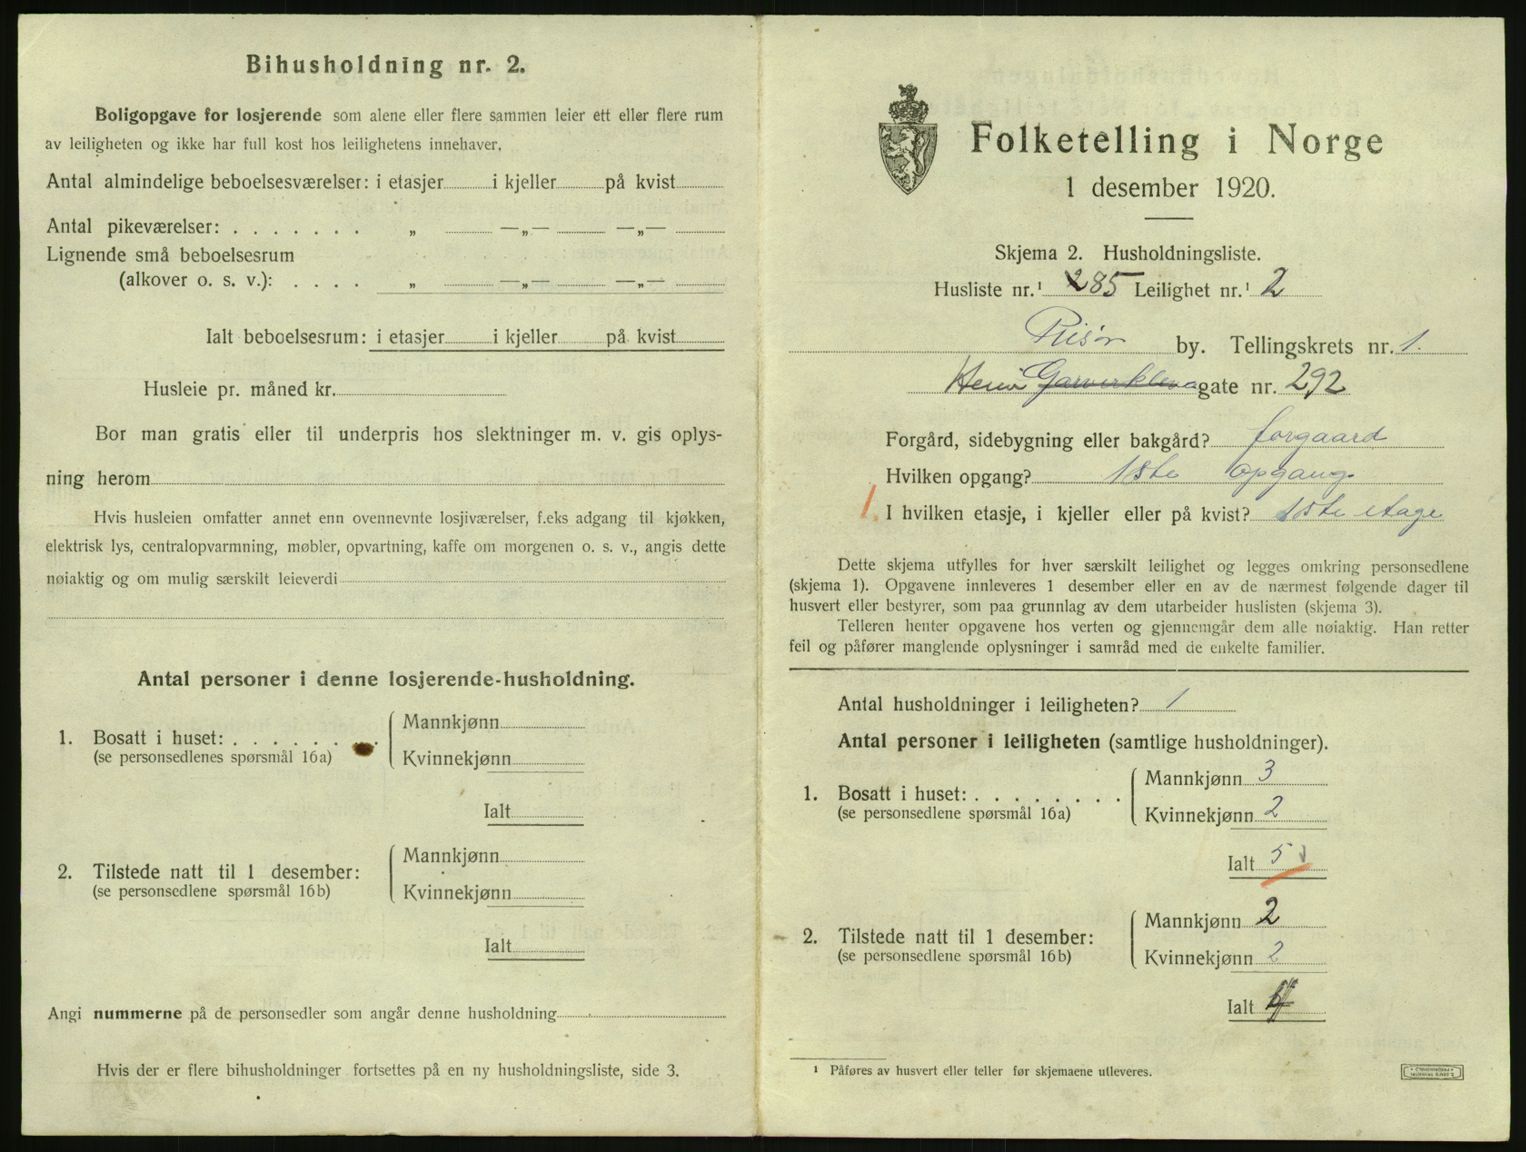 Bihusholdning nr. 2.
Boligopgave for losjerende som alene eller flere sammen leier ett eller flere rum
av leiligheten og ikke har full kost hos leilighetens innehaver.
Antal almindelige beboelsesværelser: i etasjer i kjeller på kvist
Antal pikeværelser: . . . . . . . „ —„— —„—
Lignende små beboelsesrum
(alkover o. s. v.): . . . . „ —„— —„—
Ialt beboelsesrum: i etasjer i kjeller på kvist
Husleie pr. måned kr.
Bor man gratis eller til underpris hos slektninger m. v. gis oplys-
ning herom
Hvis husleien omfatter annet enn ovennevnte losjiværelser, f.eks adgang til kjøkken,
elektrisk lys, centralopvarmning, møbler, opvartning, kaffe om morgenen o. s. v., angis dette
nøiaktig og om mulig særskilt leieverdi
Antal personer i denne losjerende-husholdning.
1. Bosatt i huset: . . . . . . . .
(se personsedlenes spørsmål 16a)
Mannkjønn
Kvinnekjønn
Ialt
2. Tilstede natt til 1 desember:
(se personsedlene spørsmål 16b)
Mannkjønn
Kvinnekjønn
Ialt
Angi nummerne på de personsedler som angår denne husholdning
Hvis der er flere bihusholdninger fortsettes på en ny husholdningsliste, side 3.
Folketelling i Norge
1 desember 1920.
Skjema 2. Husholdningsliste.
Husliste nr.¹ 285 Leilighet nr.¹ 2
Risør by. Tellingskrets nr. 1.
gate nr. 292
Forgård, sidebygning eller bakgård? forgaard
Hvilken opgang? 1ste opgang
1. I hvilken etasje, i kjeller eller på kvist? 1ste etage
Dette skjema utfylles for hver særskilt leilighet og legges omkring personsedlene
(skjema 1). Opgavene innleveres 1 desember eller en av de nærmest følgende dager til
husvert eller bestyrer, som paa grunnlag av dem utarbeider huslisten (skjema 3).
Telleren henter opgavene hos verten og gjennemgår dem alle nøiaktig. Han retter
feil og påfører manglende oplysninger i samråd med de enkelte familier.
Antal husholdninger i leiligheten? 1
Antal personer i leiligheten (samtlige husholdninger).
1. Bosatt i huset: . . . . . . . .
(se personsedlene spørsmål 16a)
Mannkjønn 3
Kvinnekjønn 2
Ialt 5
2. Tilstede natt til 1 desember:
(se personsedlene spørsmål 16b)
Mannkjønn 2
Kvinnekjønn 2
Ialt
¹ Påføres av husvert eller teller før skjemaene utleveres.